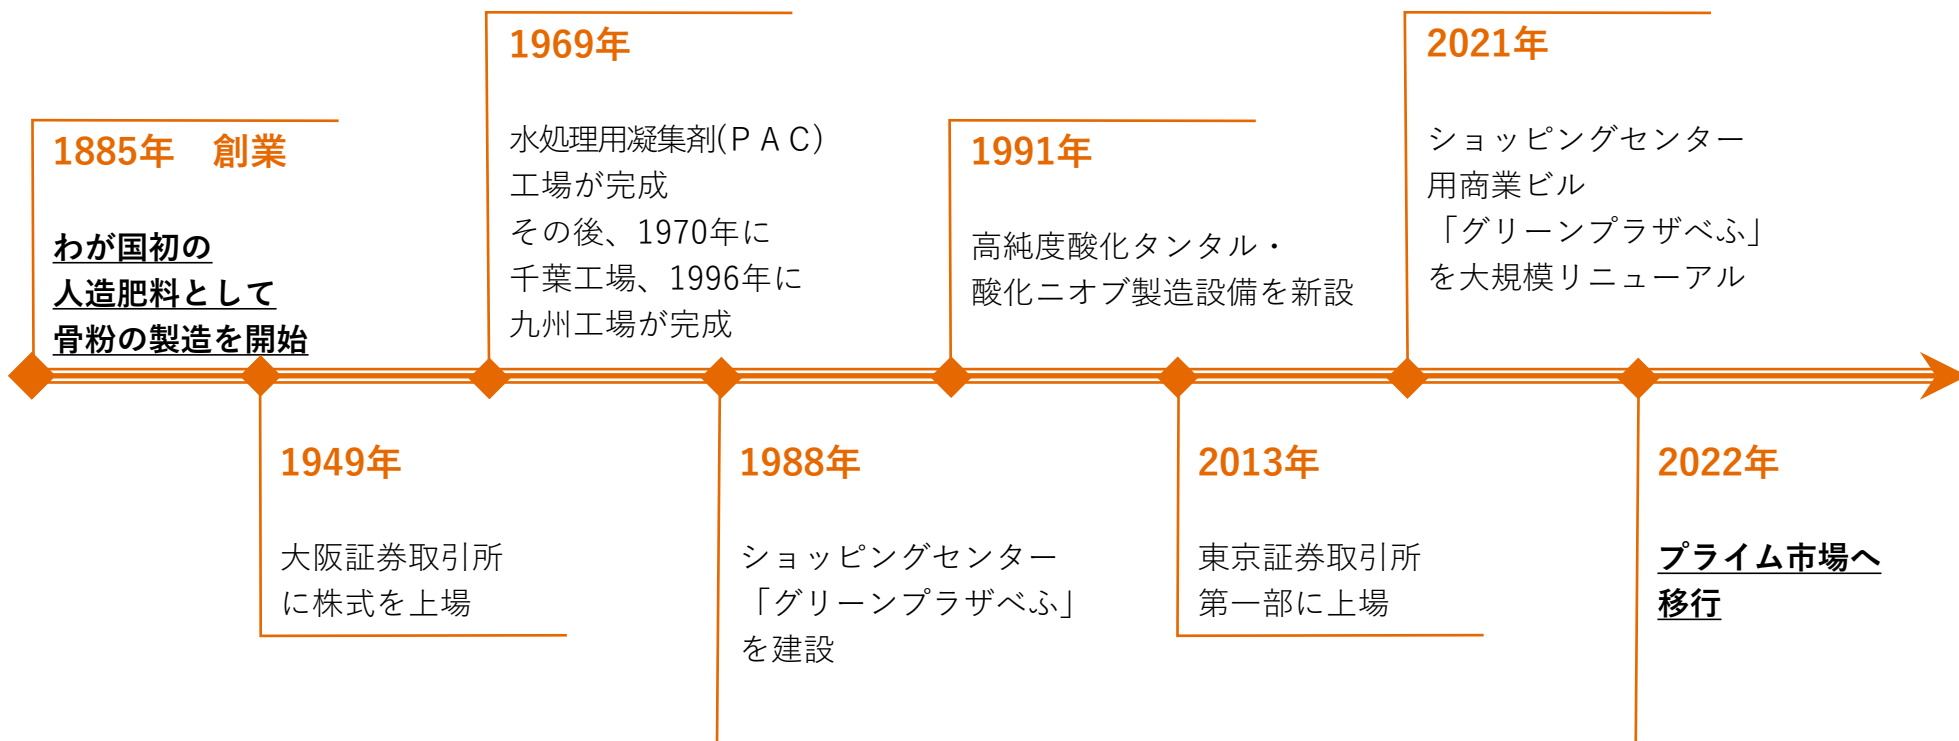 1885年　創業
わが国初の
人造肥料として
骨粉の製造を開始
1949年
大阪証券取引所
に株式を上場
1969年
水処理用凝集剤(ＰＡＣ)
工場が完成
その後、1970年に
千葉工場、1996年に
九州工場が完成
1988年
ショッピングセンター
「グリーンプラザべふ」
を建設
1991年
高純度酸化タンタル・
酸化ニオブ製造設備を新設
2013年
東京証券取引所
第一部に上場
2021年
ショッピングセンター
用商業ビル
「グリーンプラザべふ」
を大規模リニューアル
2022年
プライム市場へ
移行